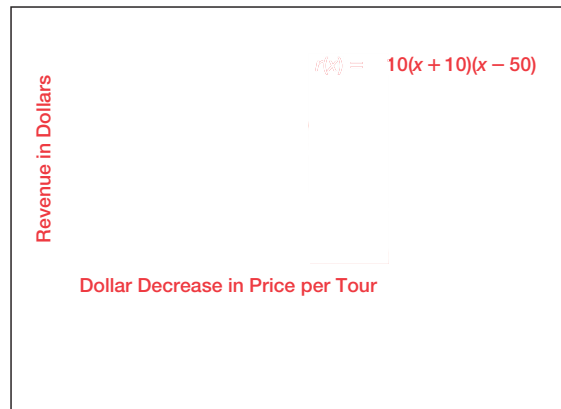 r(x) = 10(x + 10)(x − 50)
Revenue in Dollars
Dollar Decrease in Price per Tour